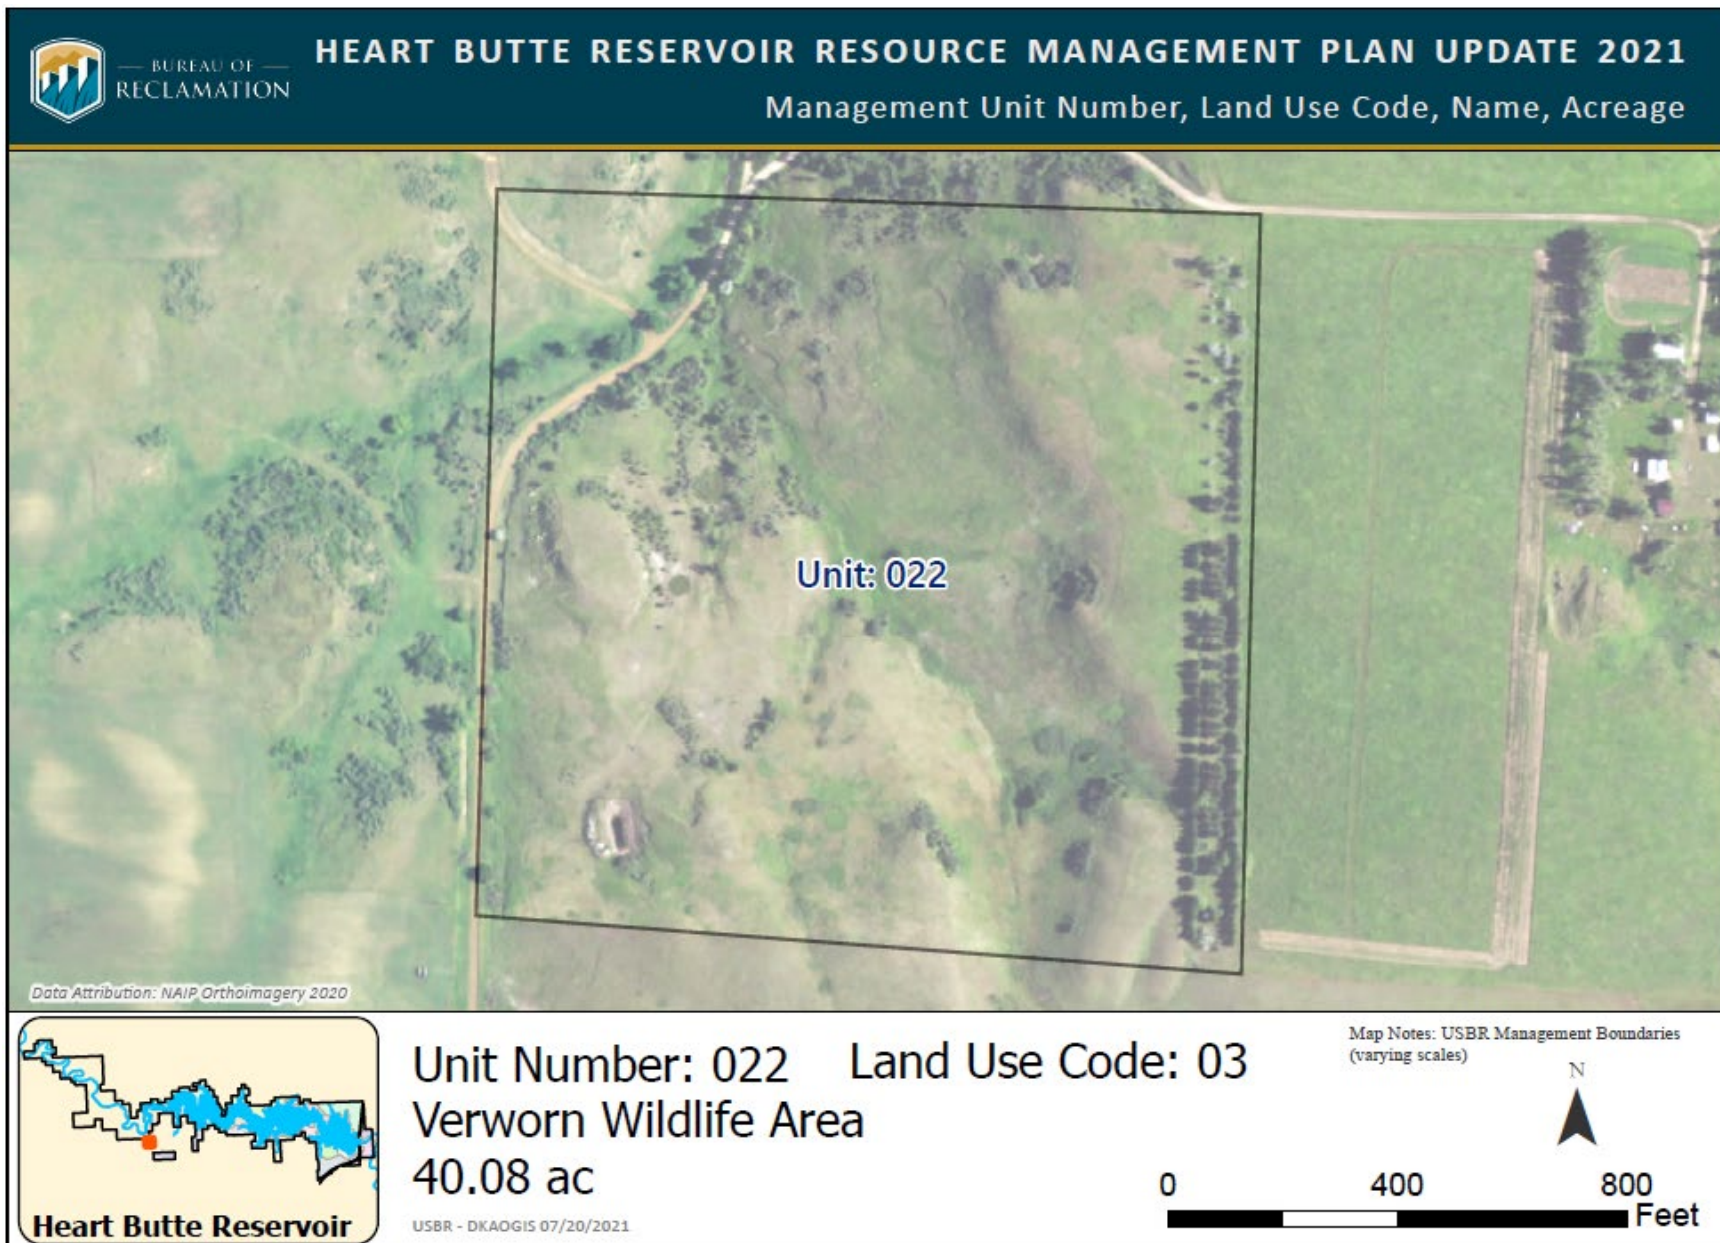 BUREAU OF
RECLAMATION
HEART BUTTE RESERVOIR RESOURCE MANAGEMENT PLAN UPDATE 2021
Management Unit Number, Land Use Code, Name, Acreage
Unit: 022
Data Attribution: NAIP Orthoimagery 2020
Heart Butte Reservoir
Unit Number: 022 Land Use Code: 03
Verworn Wildlife Area
40.08 ac
USBR - DKAOGIS 07/20/2021
Map Notes: USBR Management Boundaries
(varying scales)
N
0 400 800
Feet